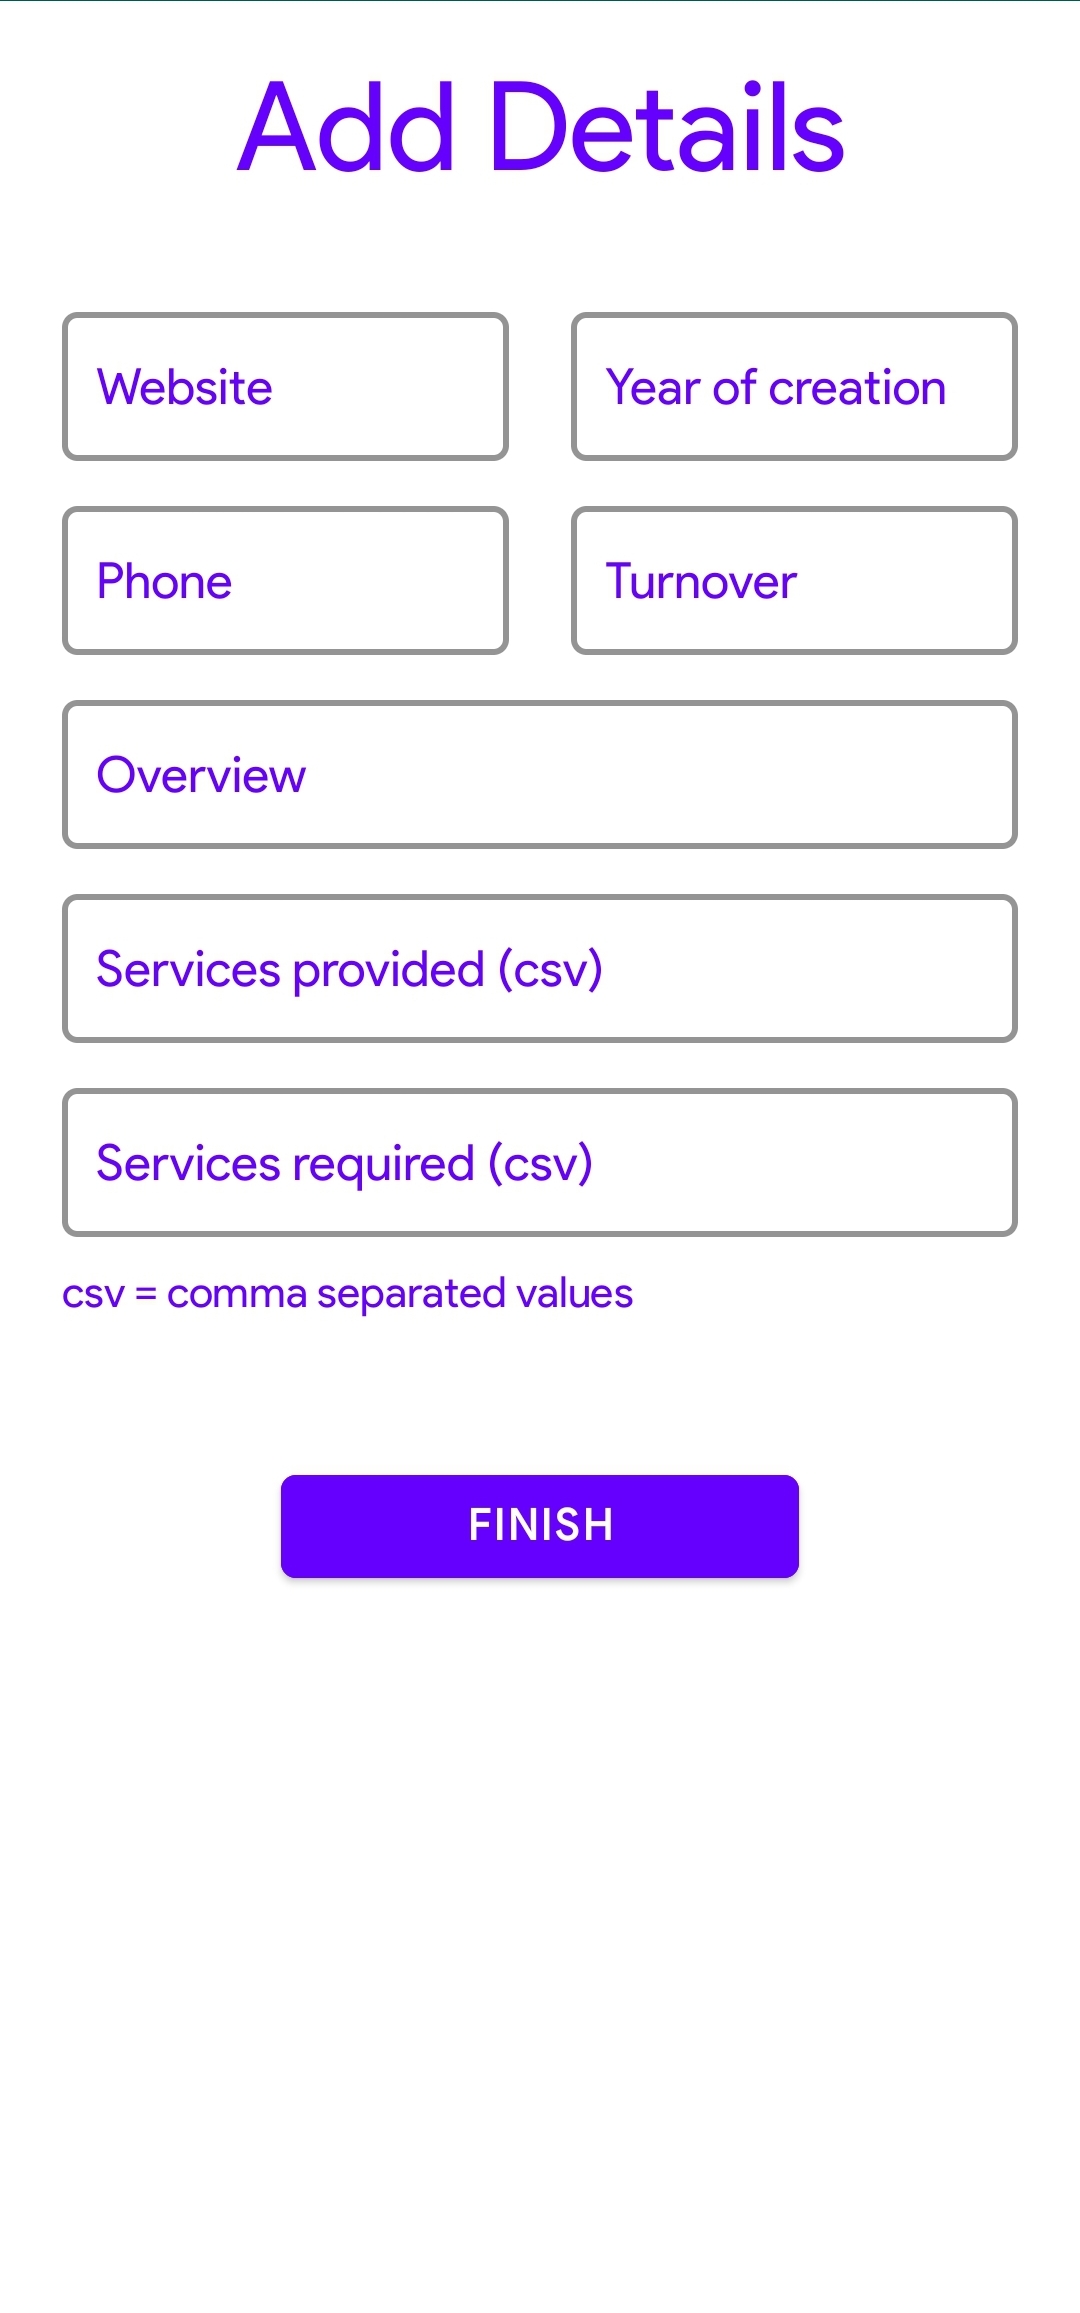 Add Details
Website
Year of creation
Phone
Turnover
Overview
Services provided (csv)
Services required (csv)
csv = comma separated values
FINISH